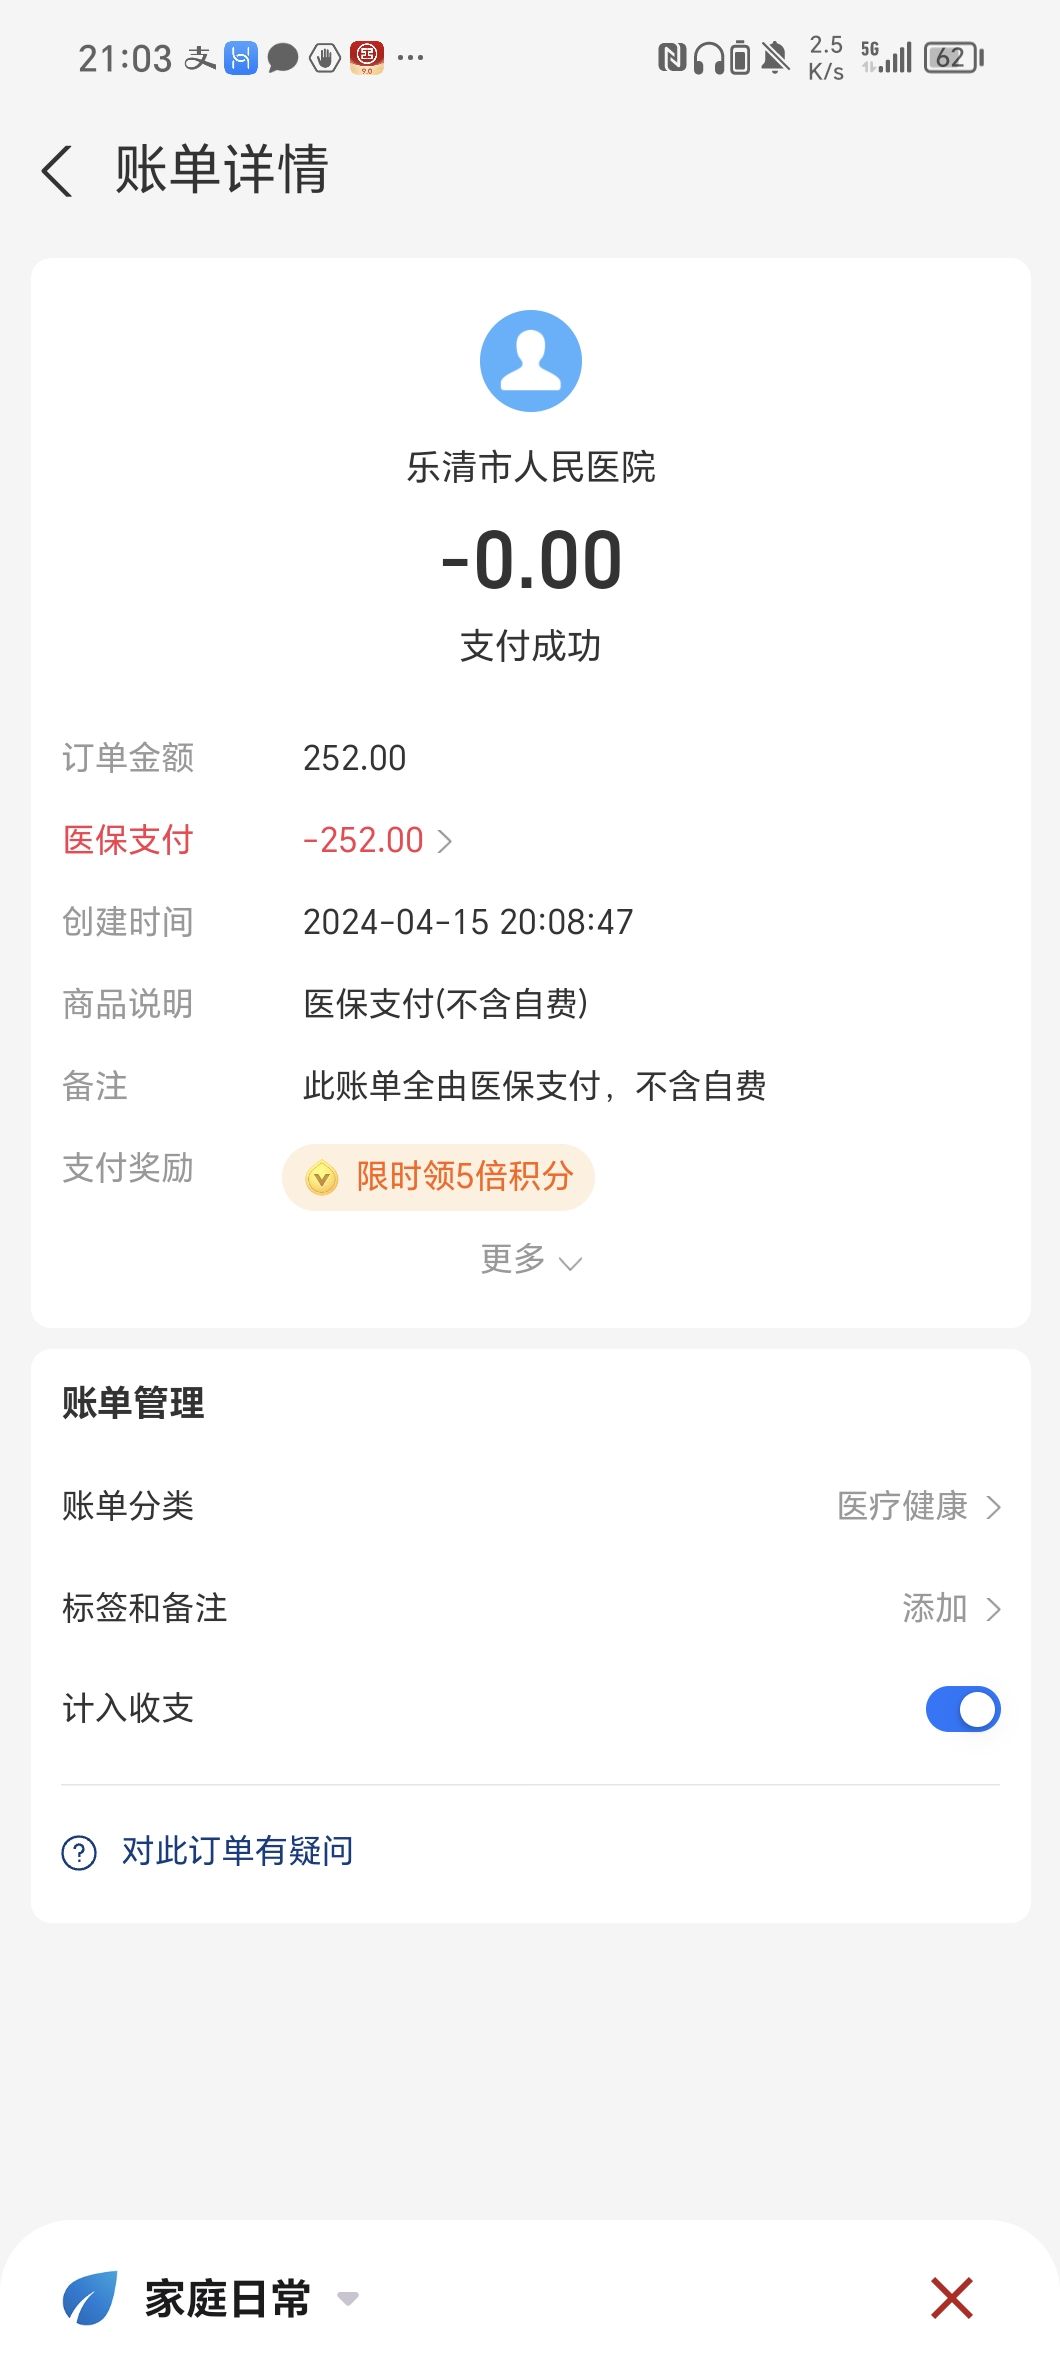 21:03
2.5
K/s
5G
62
账单详情
乐清市人民医院
-0.00
支付成功
订单金额 252.00
医保支付 -252.00
创建时间 2024-04-15 20:08:47
商品说明 医保支付(不含自费)
备注 此账单全由医保支付，不含自费
支付奖励 限时领5倍积分
更多
账单管理
账单分类 医疗健康
标签和备注 添加
计入收支
对此订单有疑问
家庭日常